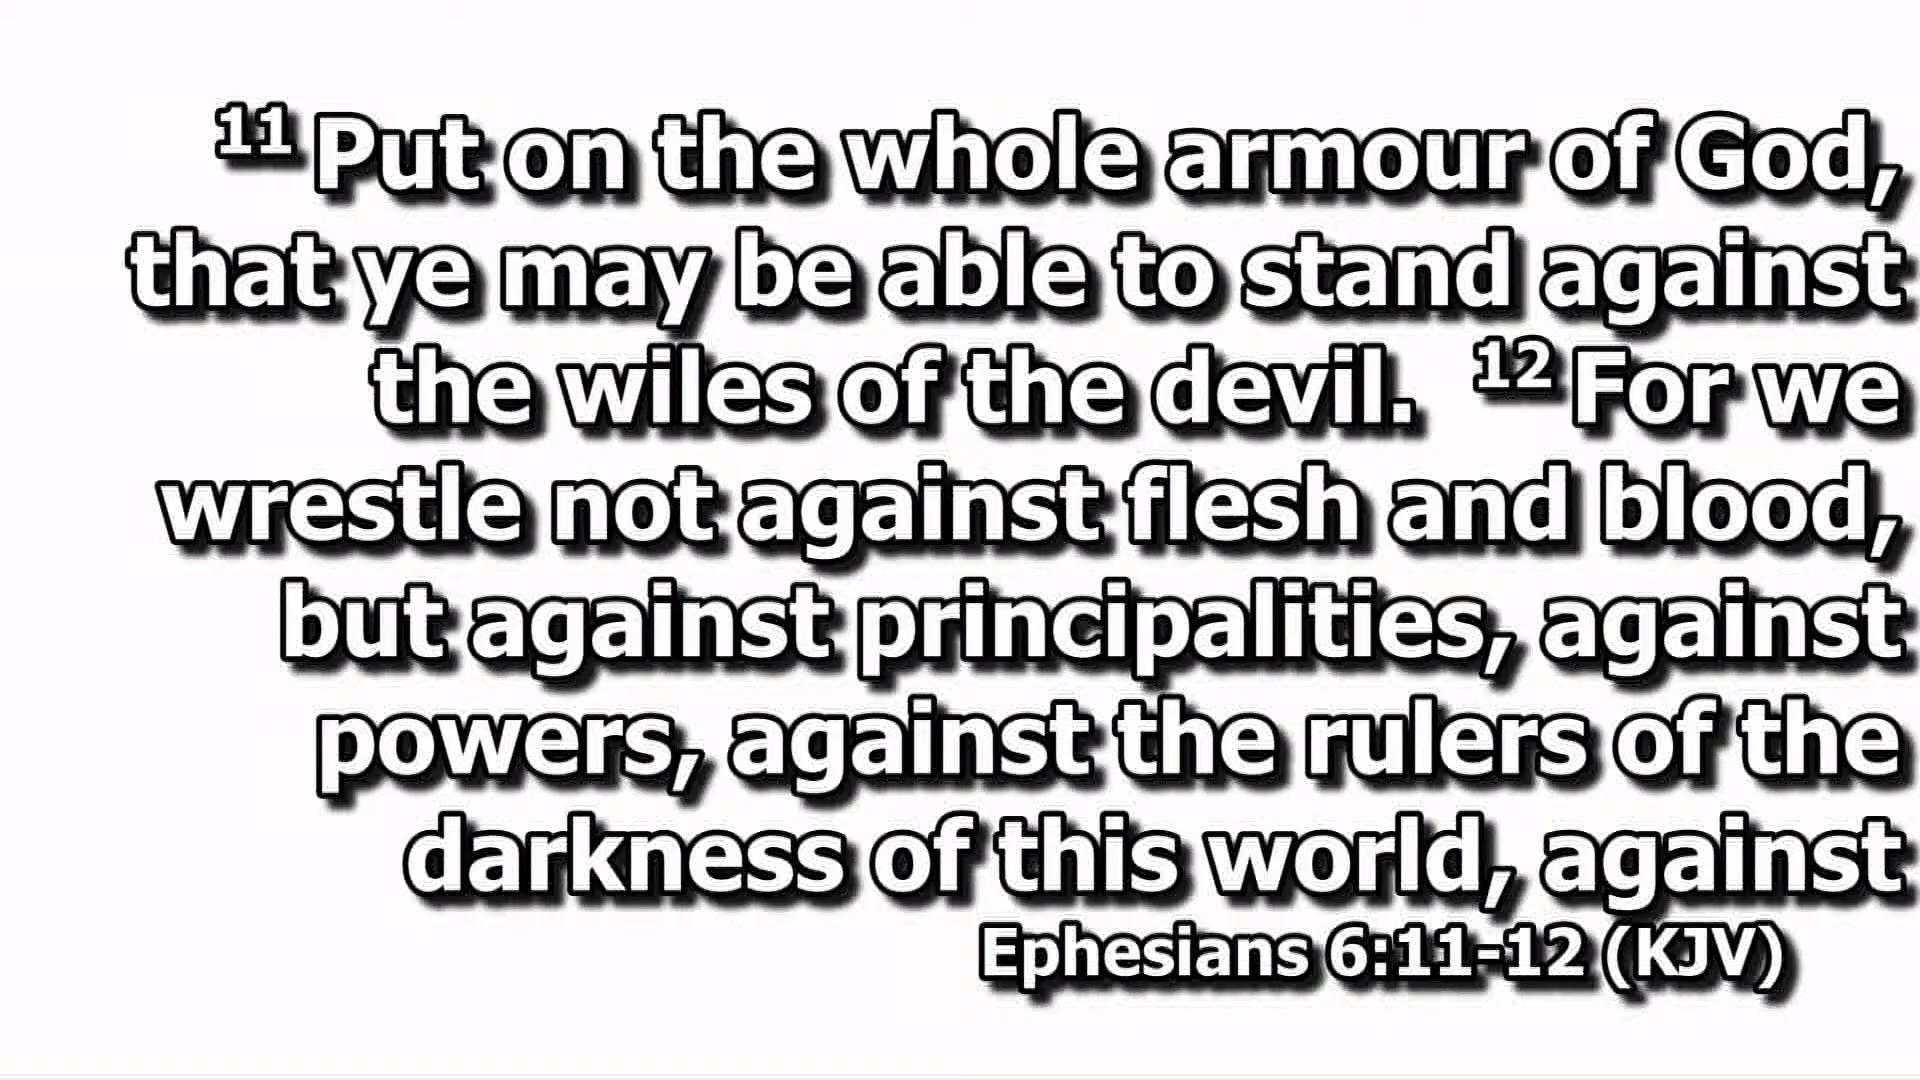 11 Put on the whole armour of God,
that ye may be able to stand against
the wiles of the devil. 12 For we
wrestle not against flesh and blood,
but against principalities, against
powers, against the rulers of the
darkness of this world, against
Ephesians 6:11-12 (KJV)